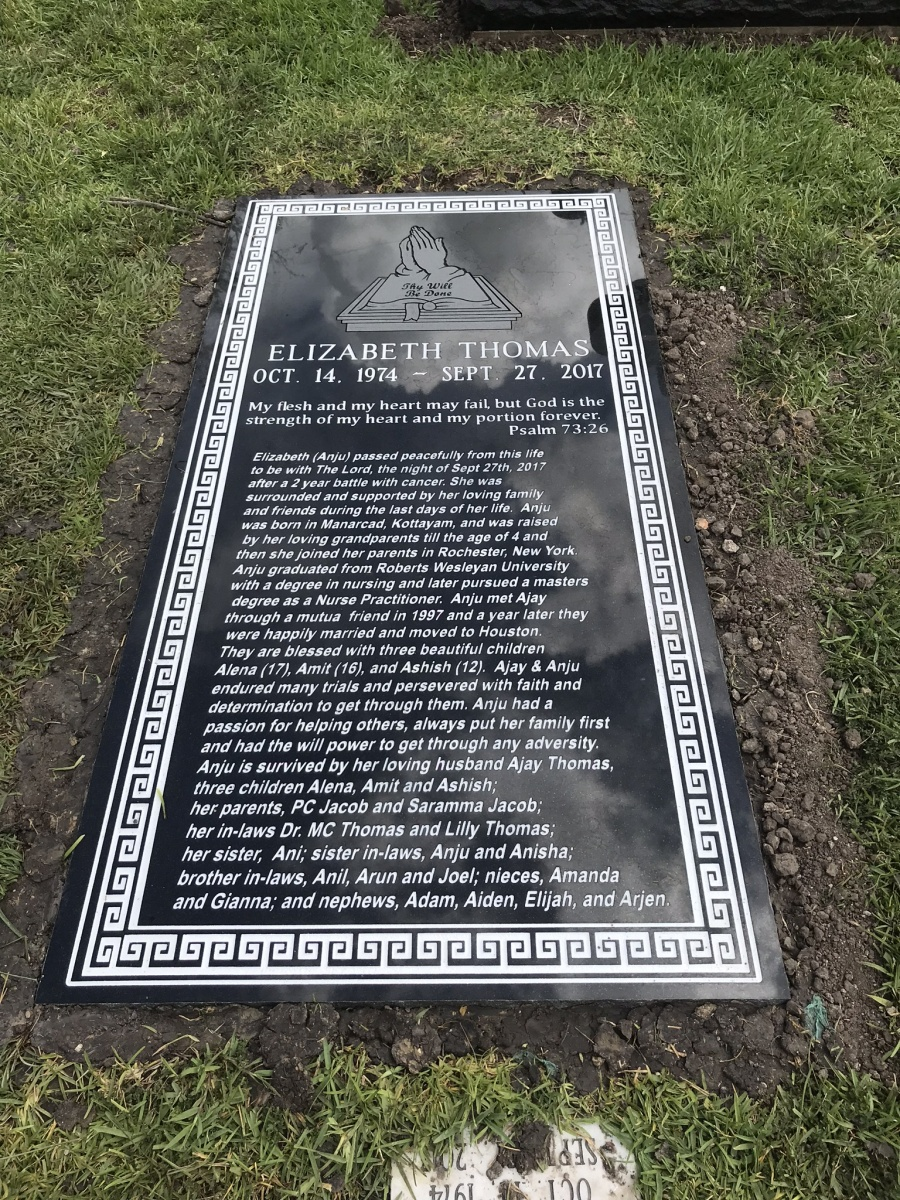 Thy Will
Be Done
ELIZABETH THOMAS
OCT. 14, 1974 ~ SEPT. 27, 2017
My flesh and my heart may fail, but God is the
strength of my heart and my portion forever.
Psalm 73:26
Elizabeth (Anju) passed peacefully from this life
to be with The Lord, the night of Sept 27th, 2017
after a 2 year battle with cancer. She was
surrounded and supported by her loving family
and friends during the last days of her life. Anju
was born in Manarcad, Kottayam, and was raised
by her loving grandparents till the age of 4 and
then she joined her parents in Rochester, New York.
Anju graduated from Roberts Wesleyan University
with a degree in nursing and later pursued a masters
degree as a Nurse Practitioner. Anju met Ajay
through a mutua friend in 1997 and a year later they
were happily married and moved to Houston.
They are blessed with three beautiful children
Alena (17), Amit (16), and Ashish (12). Ajay & Anju
endured many trials and persevered with faith and
determination to get through them. Anju had a
passion for helping others, always put her family first
and had the will power to get through any adversity.
Anju is survived by her loving husband Ajay Thomas,
three children Alena, Amit and Ashish;
her parents, PC Jacob and Saramma Jacob;
her in-laws Dr. MC Thomas and Lilly Thomas;
her sister, Ani; sister in-laws, Anju and Anisha;
brother in-laws, Anil, Arun and Joel; nieces, Amanda
and Gianna; and nephews, Adam, Aiden, Elijah, and Arjen.
OCT 1974